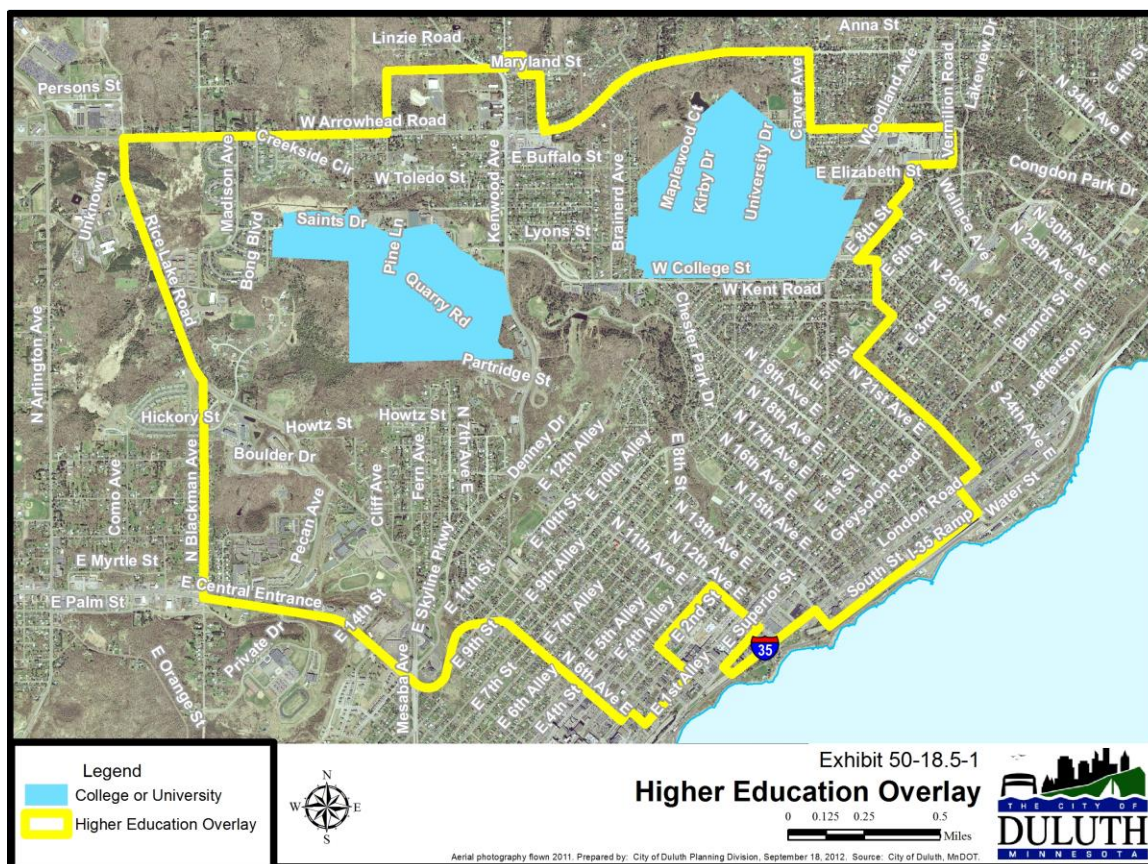 Linzie Road
Anna St
Maryland St
Persons St
W Arrowhead Road
Creekside Cir
Madison Ave
Unknown
W Toledo St
Kenwood Ave
E Buffalo St
Brainerd Ave
Maplewood Ct
Kirby Dr
University Dr
Carver Ave
Woodland Ave
Vermilion Road
Lakeview Dr
N 34th Ave E
E 4th St
E Elizabeth St
Congdon Park Dr
Wallace Ave
N 30th Ave E
N 29th Ave E
N 26th Ave E
Branch St
Jefferson St
S 24th Ave E
Rice Lake Road
Bong Blvd
Saints Dr
Pine Ln
Quarry Rd
Lyons St
W College St
W Kent Road
E 8th St
E 6th St
E 3rd St
E 5th St
N 21st Ave E
Chester Park Dr
N 19th Ave E
N 18th Ave E
N 17th Ave E
N 16th Ave E
N 15th Ave E
E 1st St
Greysolon Road
London Road
Water St
I-35 Ramp
South St
N Arlington Ave
Partridge St
Hickory St
Howtz St
Howtz St
Boulder Dr
N 7th Ave E
Fern Ave
Cliff Ave
Pecan Ave
N Blackman Ave
Como Ave
E Myrtle St
E Palm St
E Central Entrance
E Orange St
Private Dr
E 14th St
Mesaba Ave
E Skyline Pkwy
E 11th St
E 10th St
Denney Dr
E 12th Alley
E 10th Alley
E 9th Alley
E 8th St
N 13th Ave E
N 12th Ave E
N 11th Ave E
E 9th St
E 7th Alley
E 7th St
E 6th Alley
E 5th Alley
E 4th Alley
E 4th St
N 6th Ave E
E 2nd St
E 1st Alley
E Superior St
35
Legend
College or University
Higher Education Overlay
N
W
E
S
Exhibit 50-18.5-1
Higher Education Overlay
0 0.125 0.25 0.5
Miles
Aerial photography flown 2011. Prepared by: City of Duluth Planning Division, September 18, 2012. Source: City of Duluth, MnDOT.
THE CITY OF
DULUTH
MINNESOTA